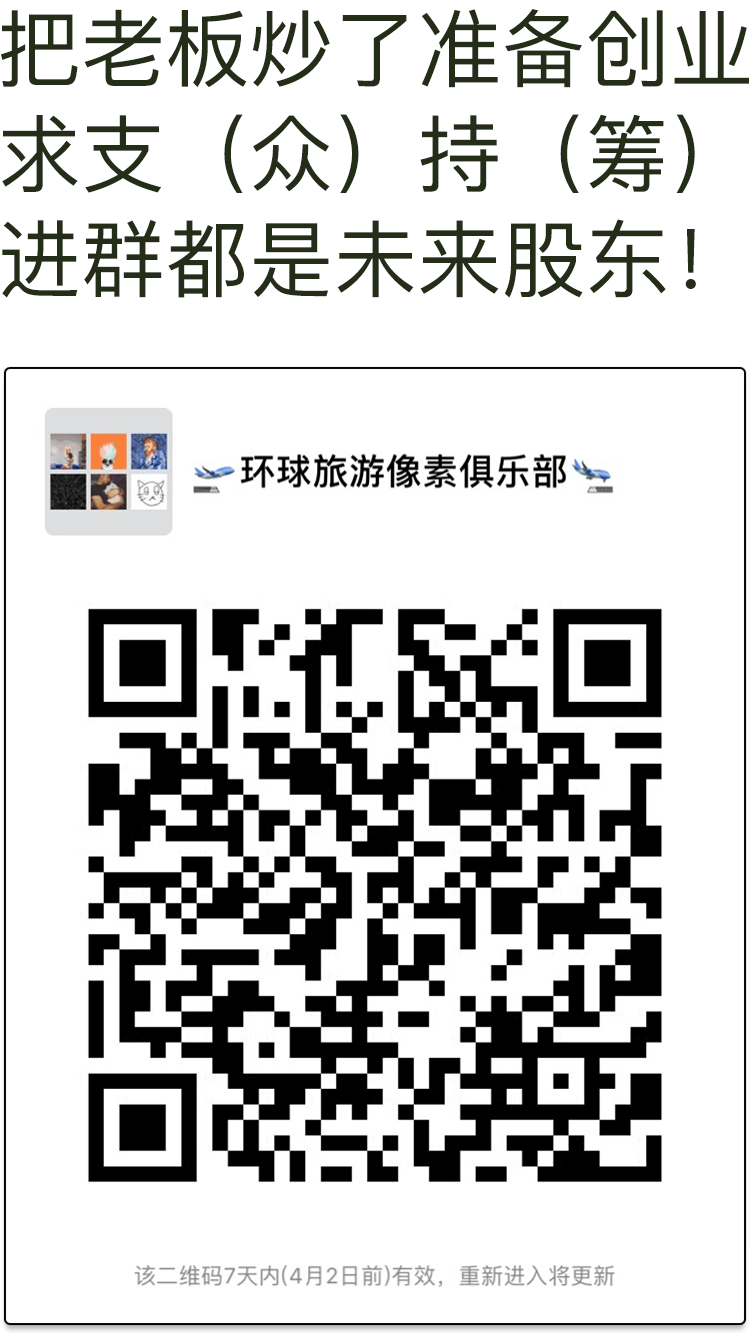 把老板炒了准备创业
求支（众）持（筹）
进群都是未来股东！
环球旅游像素俱乐部
该二维码7天内(4月2日前)有效，重新进入将更新